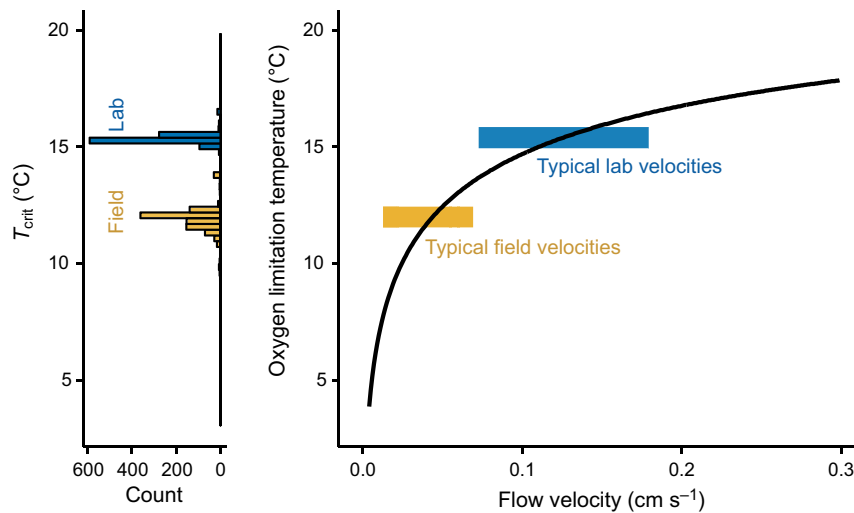 20
15
10
5
T crit (°C)
Lab
Field
600 400 200 0
Count
20
15
10
5
Oxygen limitation temperature (°C)
Typical lab velocities
Typical field velocities
0.0 0.1 0.2 0.3
Flow velocity (cm s–1)